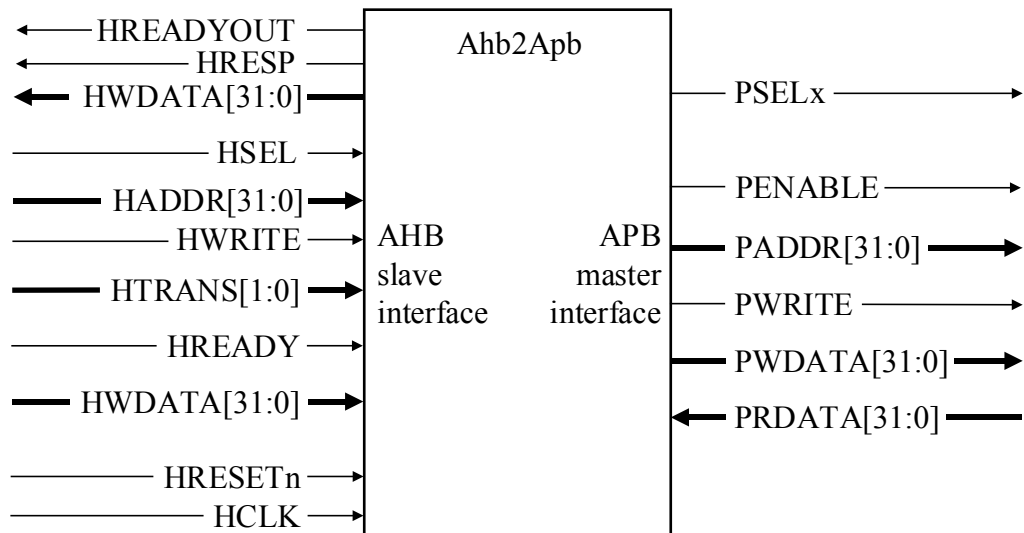 HREADYOUT
HRESP
HWDATA[31:0]
HSEL
HADDR[31:0]
HWRITE
HTRANS[1:0]
HREADY
HWDATA[31:0]
HRESETn
HCLK
Ahb2Apb
AHB
slave
interface
APB
master
interface
PSELx
PENABLE
PADDR[31:0]
PWRITE
PWDATA[31:0]
PRDATA[31:0]